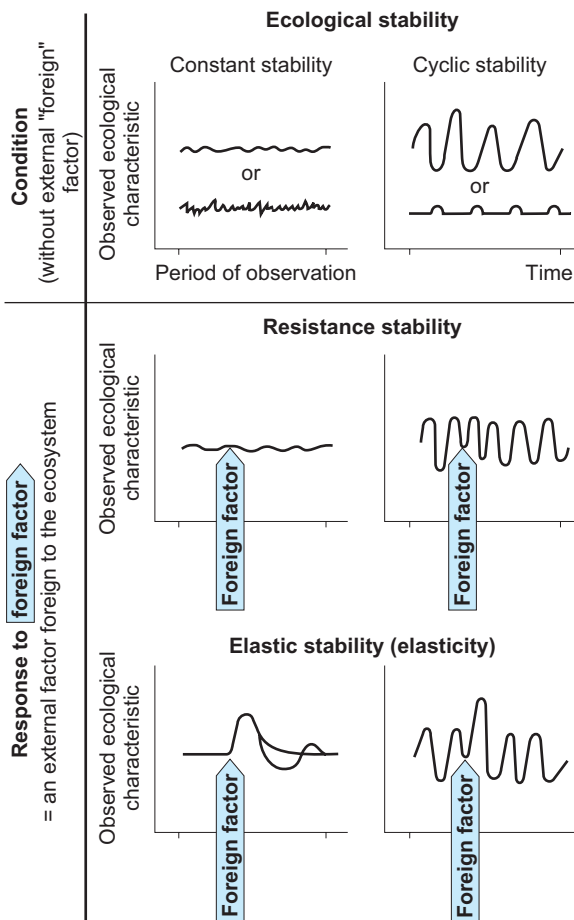 Ecological stability
Constant stability
Cyclic stability
Condition
(without external "foreign"
factor)
Observed ecological
characteristic
or
or
Period of observation
Time
Resistance stability
Response to foreign factor
= an external factor foreign to the ecosystem
Observed ecological
characteristic
Foreign factor
Foreign factor
Elastic stability (elasticity)
Observed ecological
characteristic
Foreign factor
Foreign factor